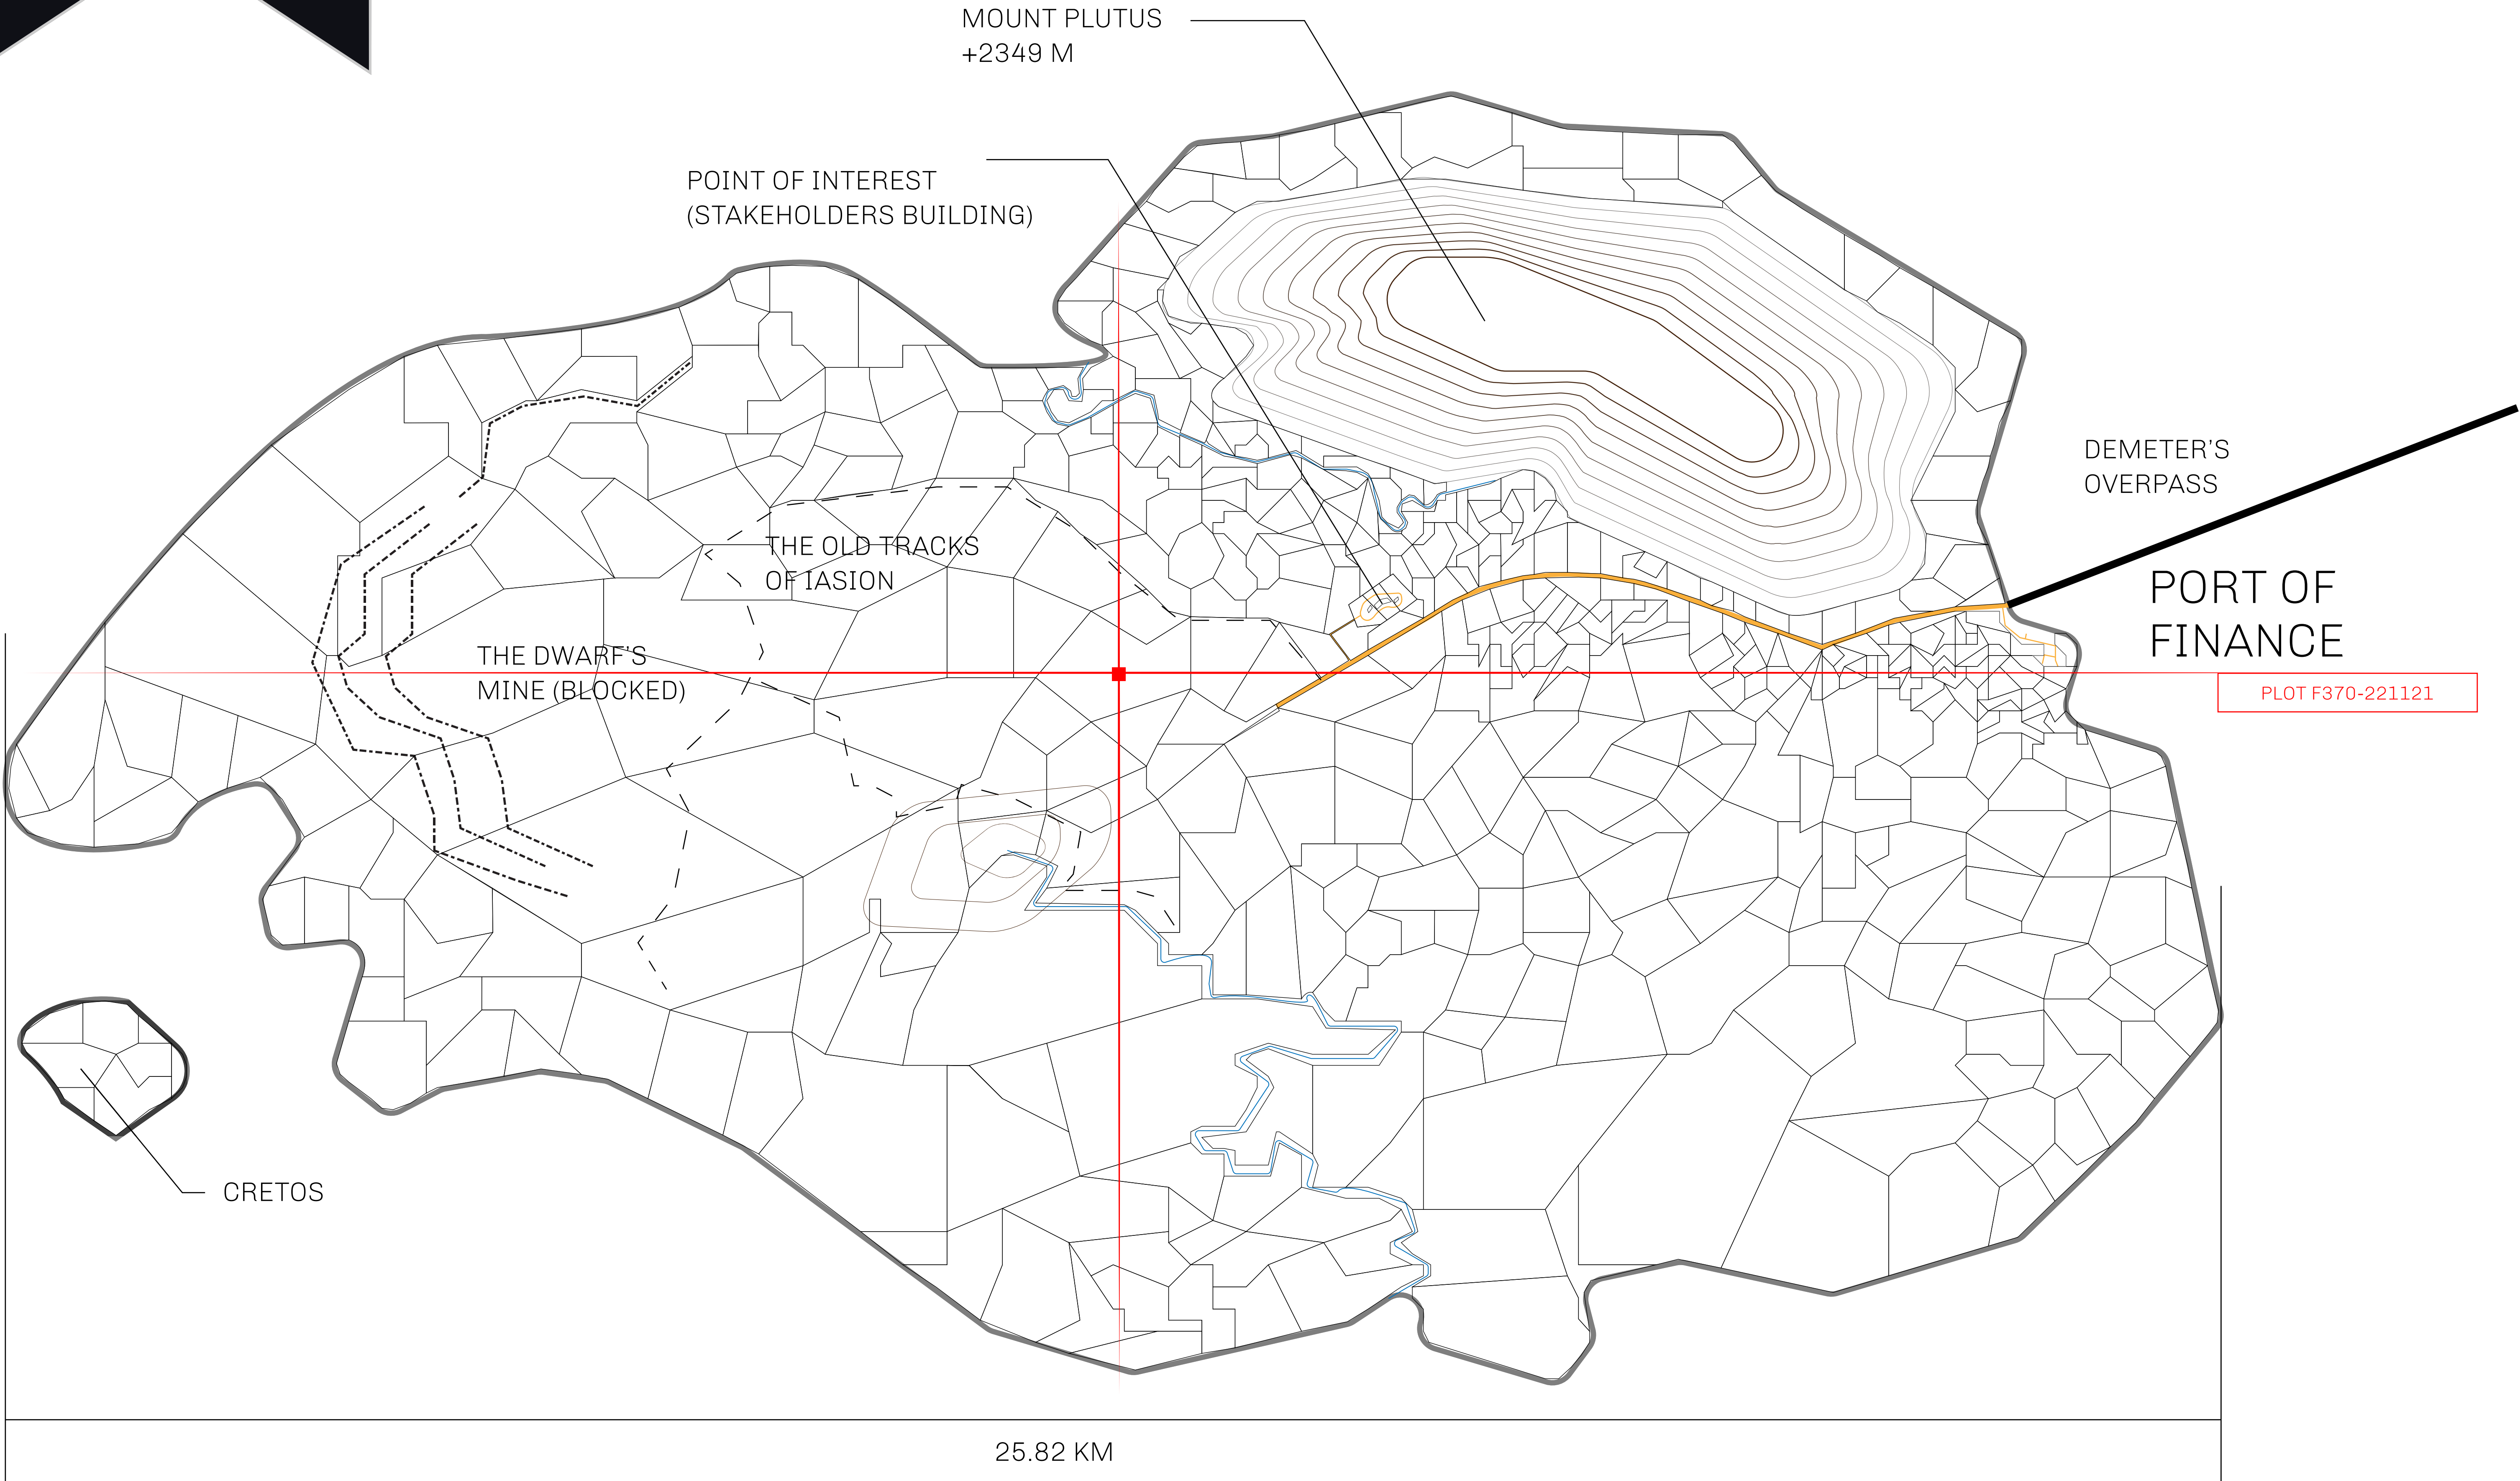 MOUNT PLUTUS
+2349 M
POINT OF INTEREST
(STAKEHOLDERS BUILDING)
DEMETER'S
OVERPASS
THE OLD TRACKS
OF IASION
PORT OF
FINANCE
THE DWARF'S
MINE (BLOCKED)
PLOT F370-221121
CRETOS
25.82 KM